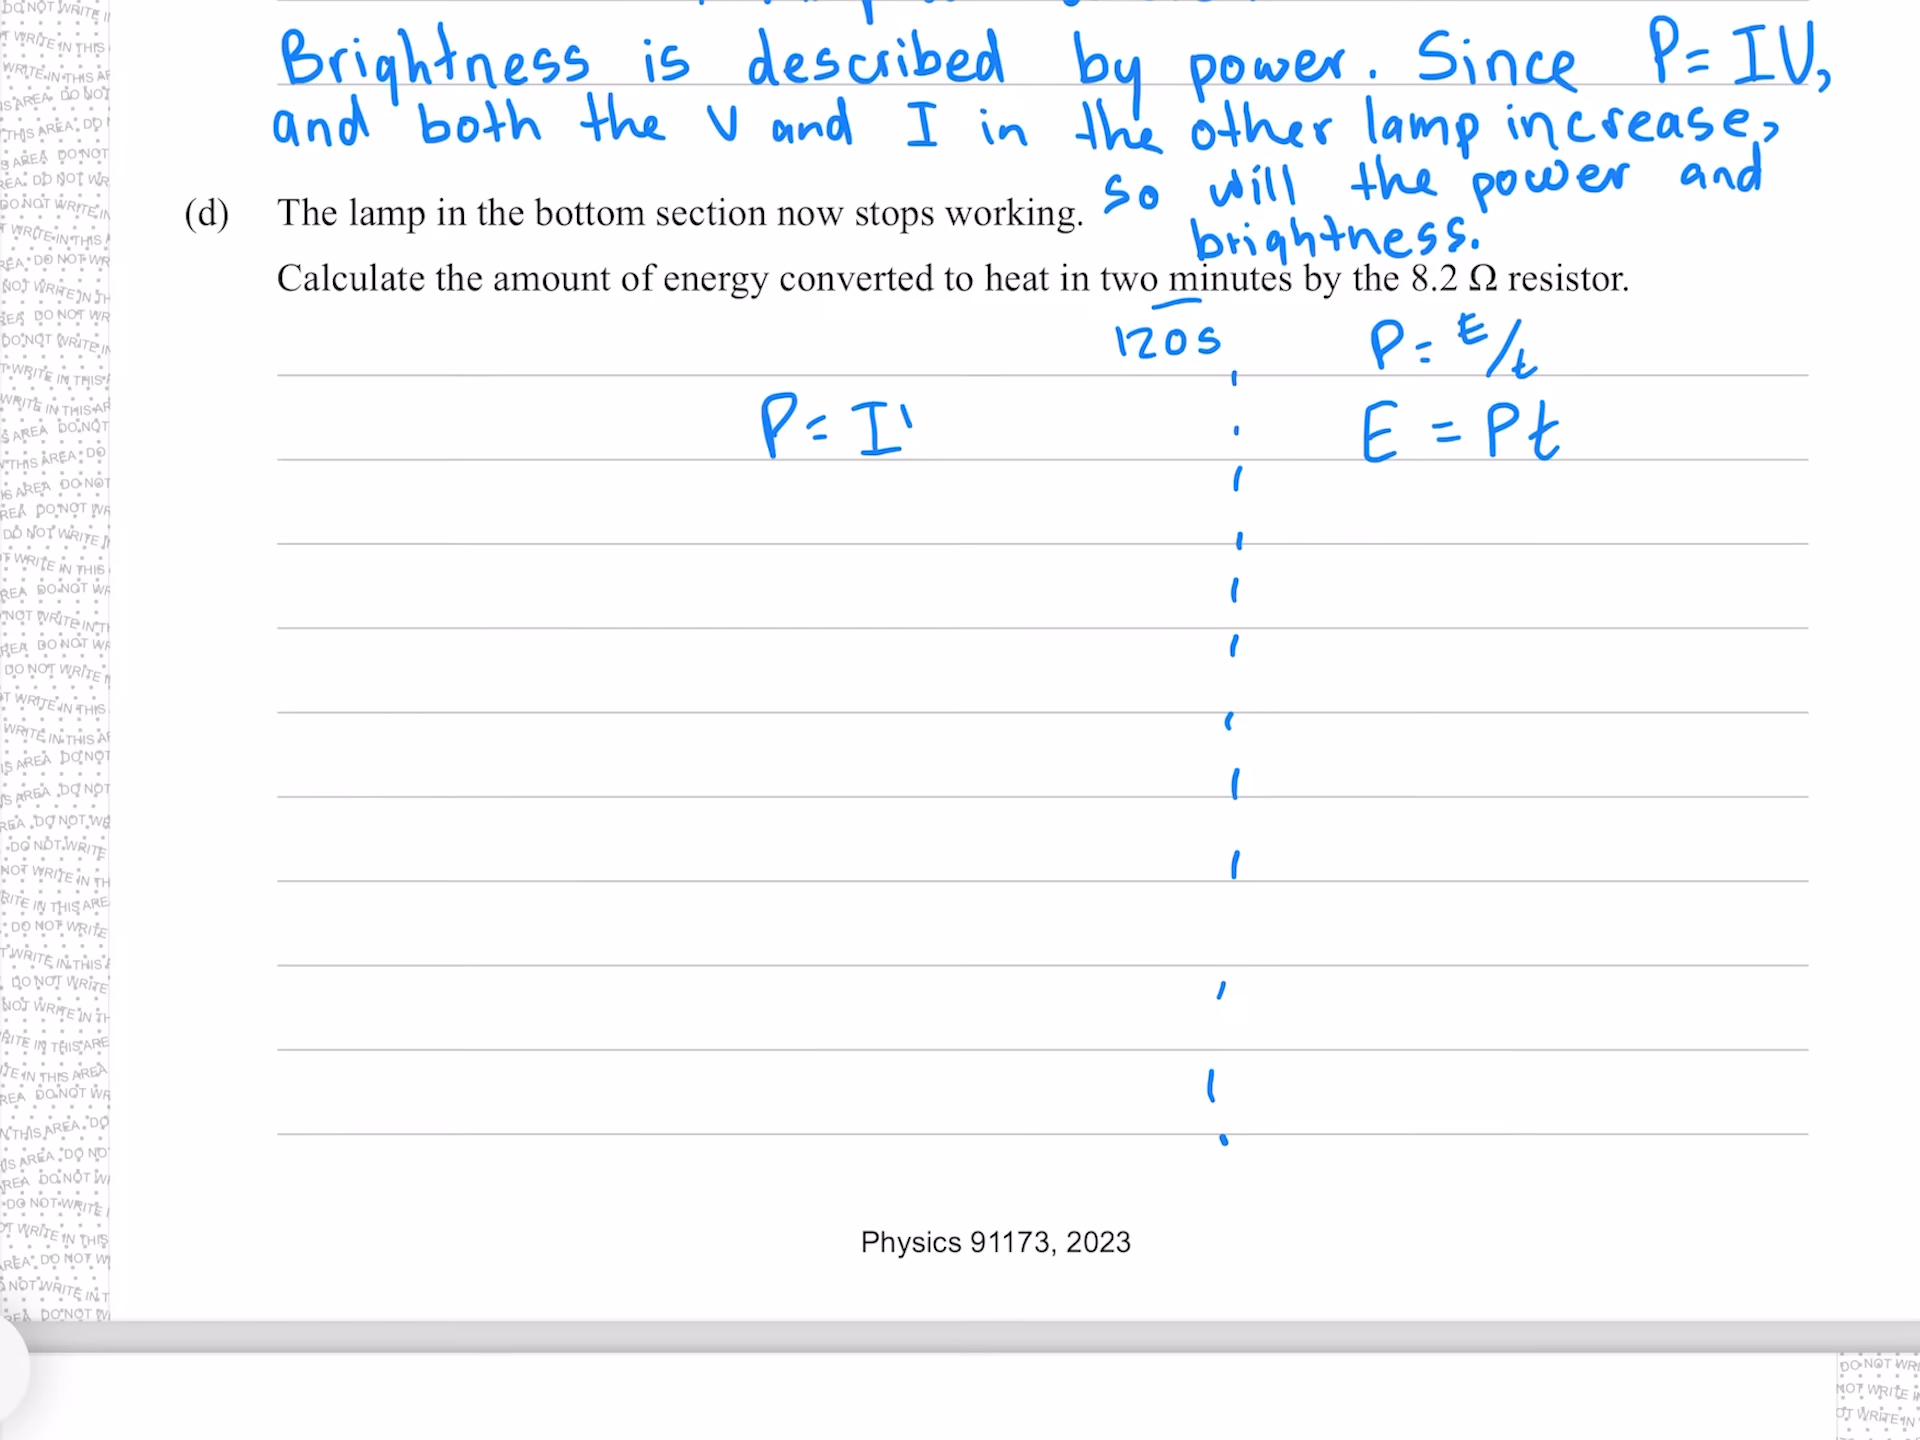 Brightness is described by power. Since P= IV,
and both the V and I in the other lamp increase,
so will the power and
brightness.
(d) The lamp in the bottom section now stops working.
Calculate the amount of energy converted to heat in two minutes by the 8.2 Ω resistor.
120s
P= E/t
P= I
E = Pt
Physics 91173, 2023